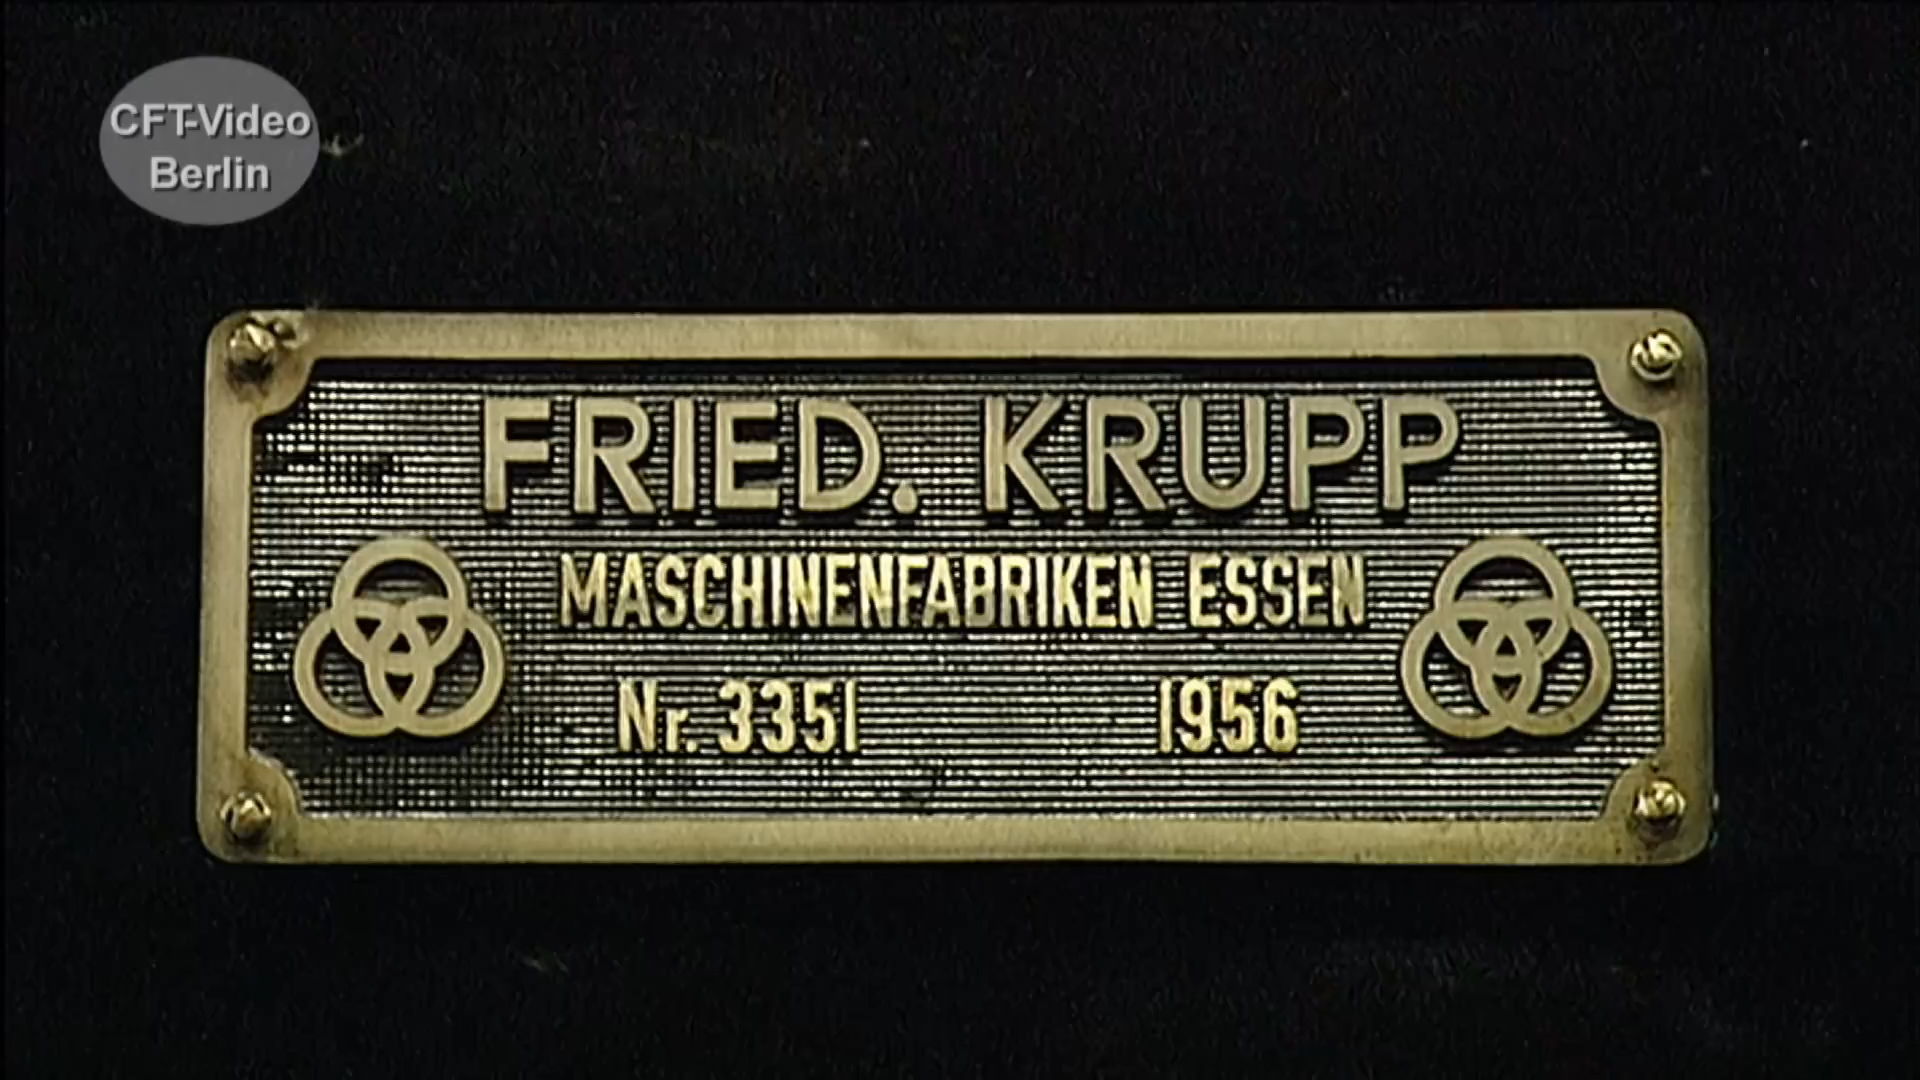 CFT-Video
Berlin
FRIED. KRUPP
MASCHINENFABRIKEN ESSEN
Nr. 3351 1956